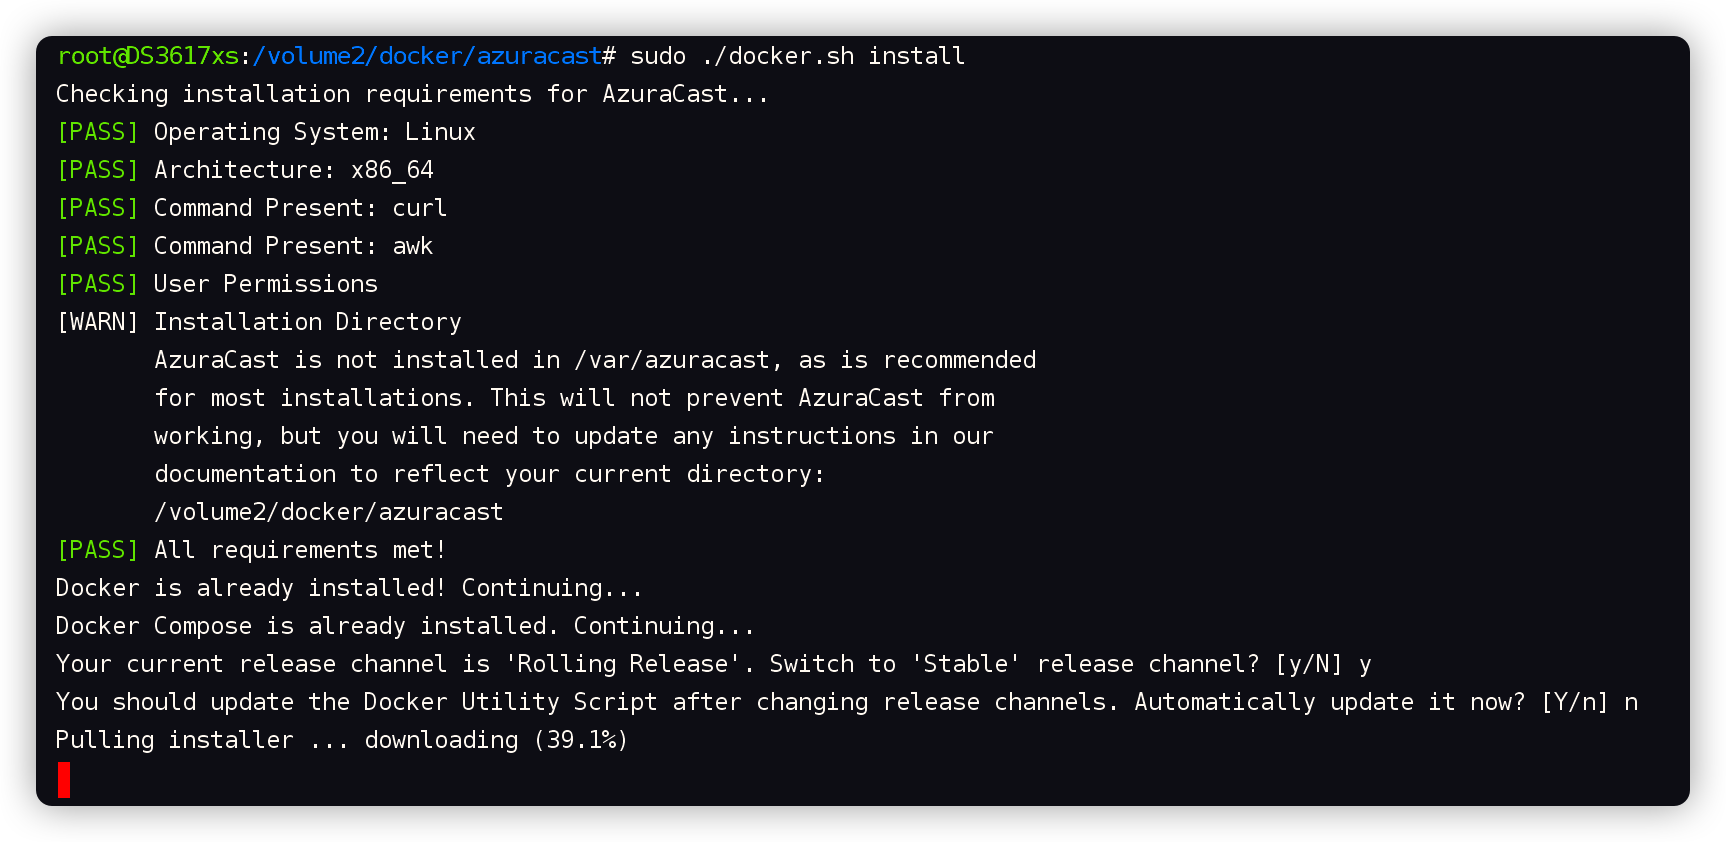 root@DS3617xs:/volume2/docker/azuracast# sudo ./docker.sh install
Checking installation requirements for AzuraCast...
[PASS] Operating System: Linux
[PASS] Architecture: x86_64
[PASS] Command Present: curl
[PASS] Command Present: awk
[PASS] User Permissions
[WARN] Installation Directory
       AzuraCast is not installed in /var/azuracast, as is recommended
       for most installations. This will not prevent AzuraCast from
       working, but you will need to update any instructions in our
       documentation to reflect your current directory:
       /volume2/docker/azuracast
[PASS] All requirements met!
Docker is already installed! Continuing...
Docker Compose is already installed. Continuing...
Your current release channel is 'Rolling Release'. Switch to 'Stable' release channel? [y/N] y
You should update the Docker Utility Script after changing release channels. Automatically update it now? [Y/n] n
Pulling installer ... downloading (39.1%)